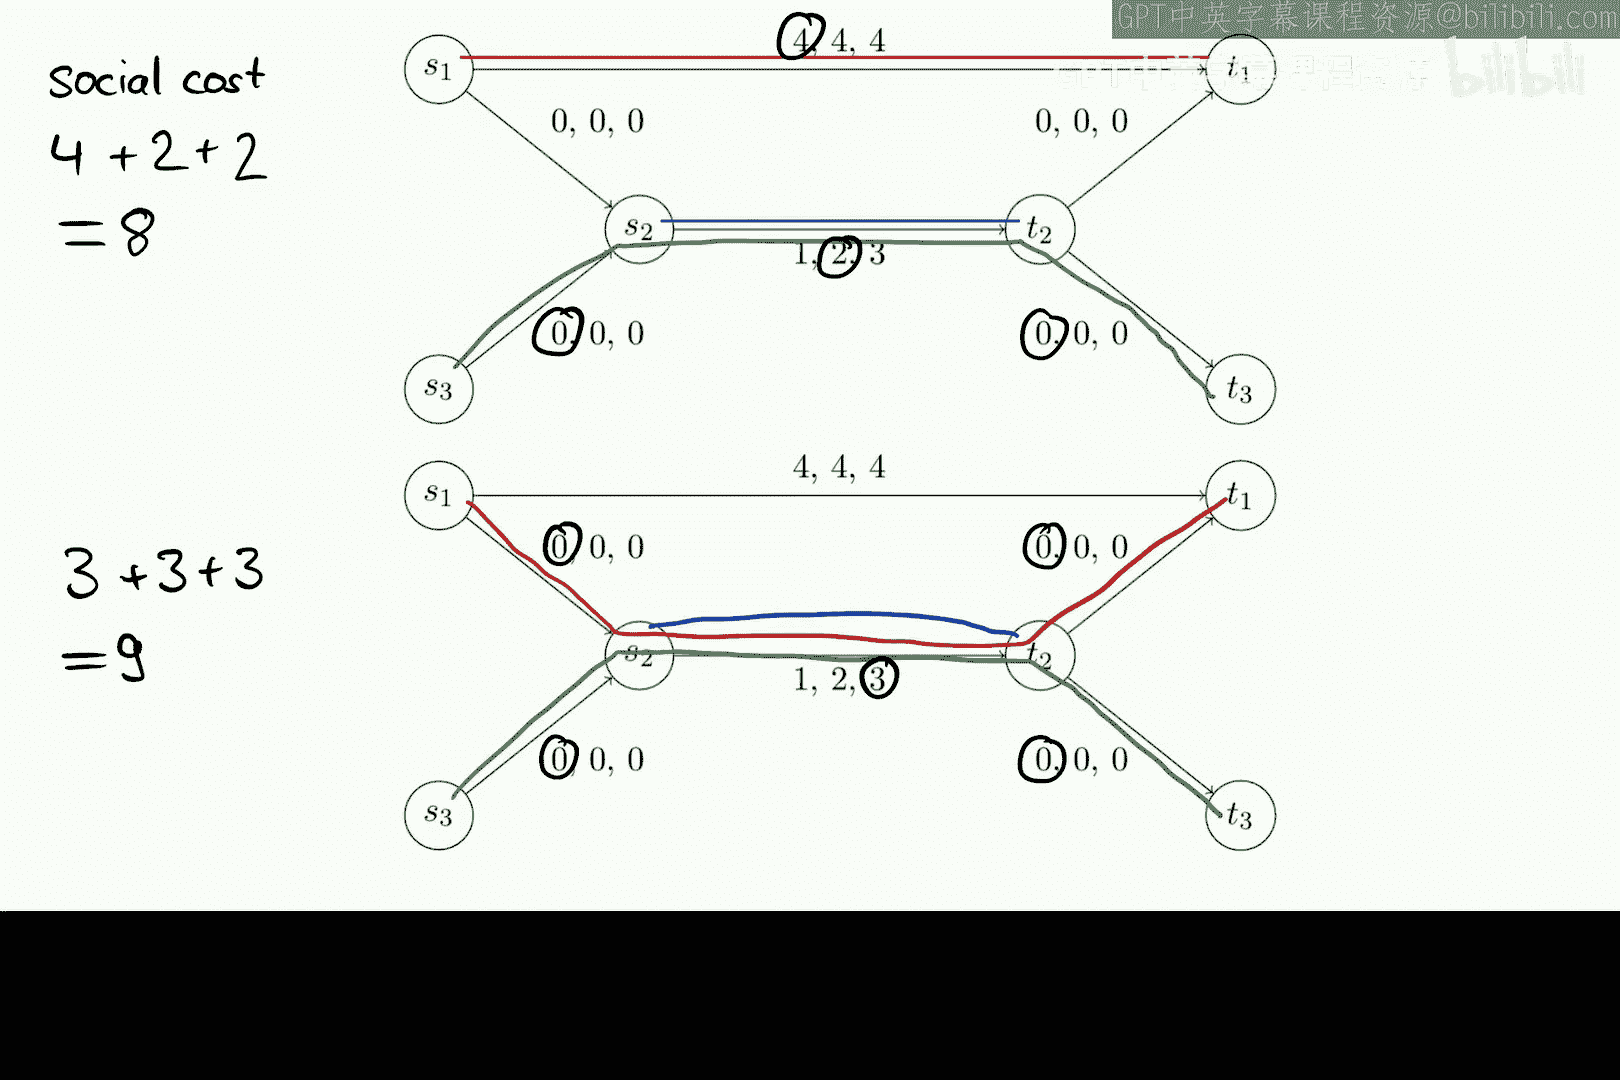 GPT中英字幕课程资源@bilibili.com
bilibili
social cost
4 + 2 + 2
= 8
s1
4, 4, 4
t1
0, 0, 0
0, 0, 0
s2
t2
1, 2, 3
0, 0, 0
0, 0, 0
s3
t3
3 + 3 + 3
= 9
s1
4, 4, 4
t1
0, 0, 0
0, 0, 0
s2
t2
1, 2, 3
0, 0, 0
0, 0, 0
s3
t3